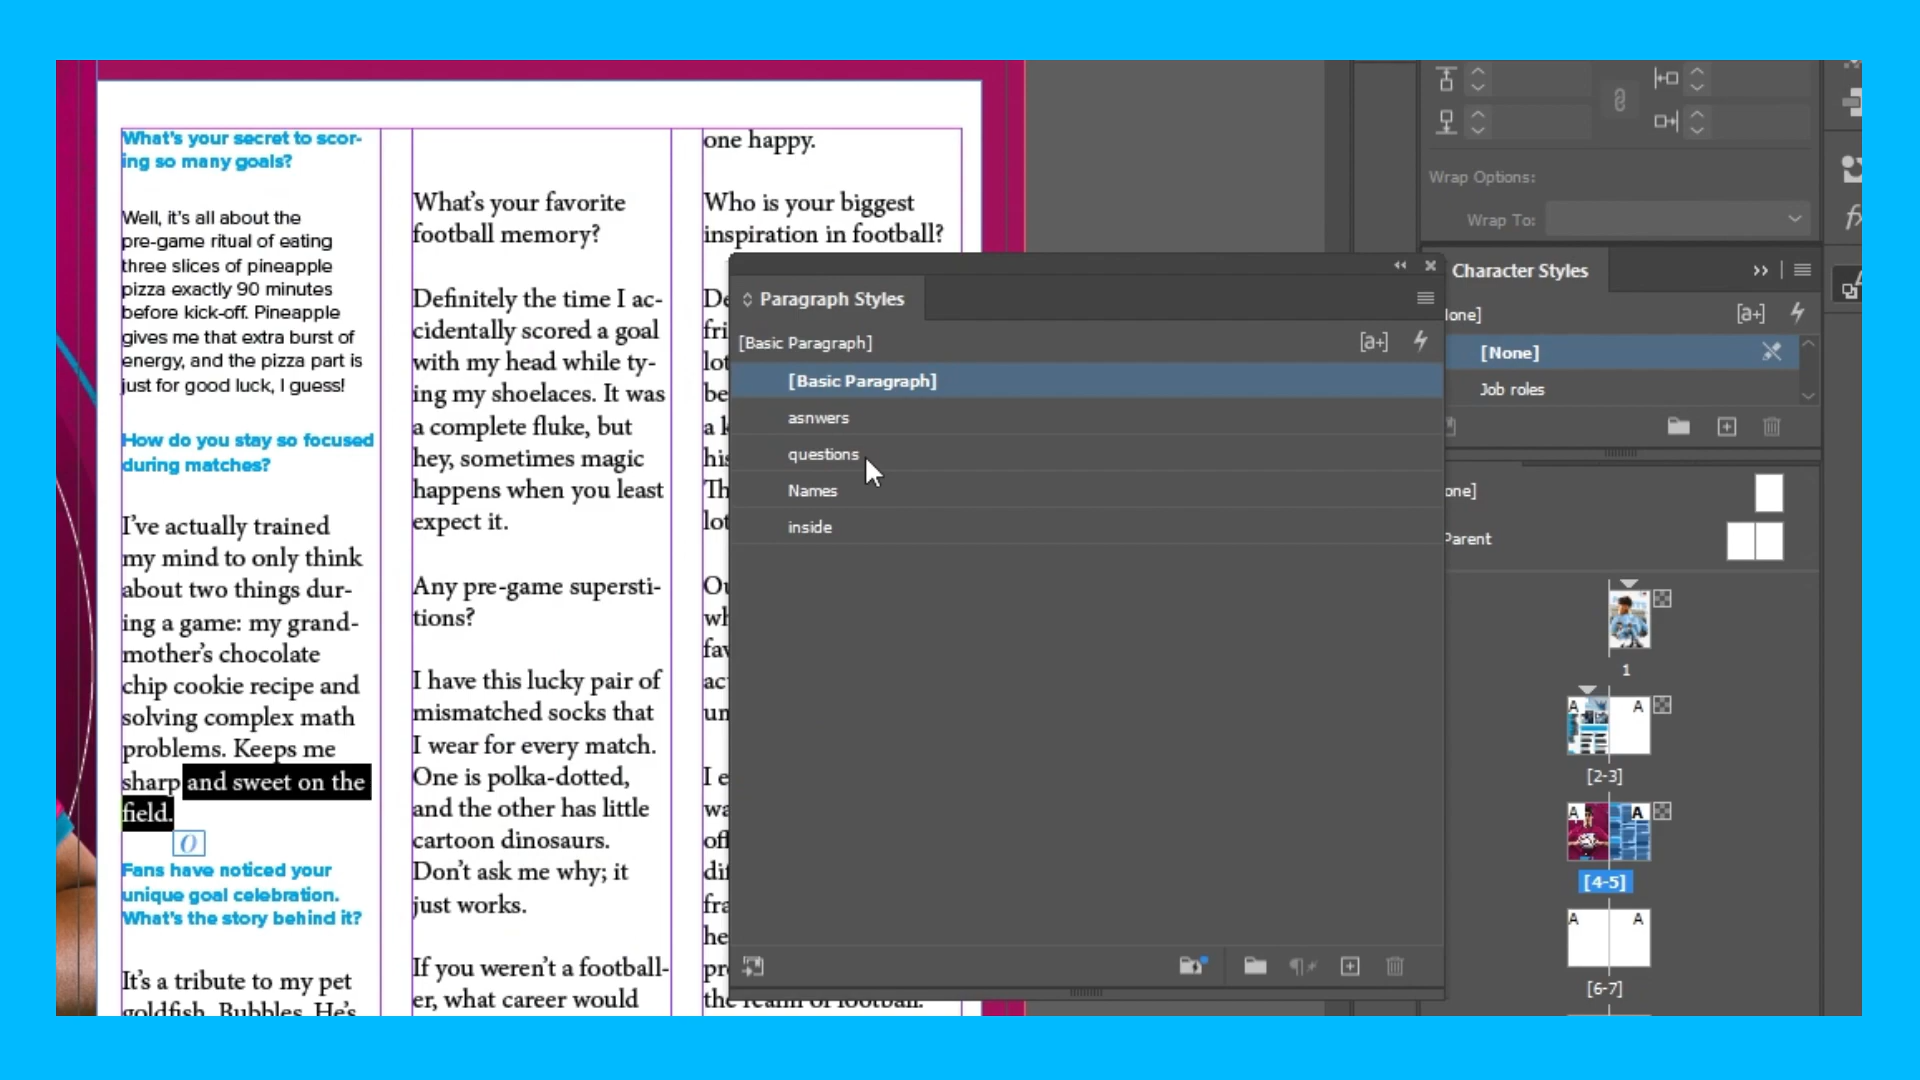 What's your secret to scor-
ing so many goals?
Well, it's all about the
pre-game ritual of eating
three slices of pineapple
pizza exactly 90 minutes
before kick-off. Pineapple
gives me that extra burst of
energy, and the pizza part is
just for good luck, I guess!
How do you stay so focused
during matches?
I've actually trained
my mind to only think
about two things dur-
ing a game: my grand-
mother's chocolate
chip cookie recipe and
solving complex math
problems. Keeps me
sharp and sweet on the
field.
Fans have noticed your
unique goal celebration.
What's the story behind it?
It's a tribute to my pet
goldfish, Bubbles. He's
What's your favorite
football memory?
Definitely the time I ac-
cidentally scored a goal
with my head while ty-
ing my shoelaces. It was
a complete fluke, but
hey, sometimes magic
happens when you least
expect it.
Any pre-game supersti-
tions?
I have this lucky pair of
mismatched socks that
I wear for every match.
One is polka-dotted,
and the other has little
cartoon dinosaurs.
Don't ask me why; it
just works.
If you weren't a football-
er, what career would
one happy.
Who is your biggest
inspiration in football?
the realm of football.
Paragraph Styles
[Basic Paragraph]
[a+]
[Basic Paragraph]
asnwers
questions
Names
inside
Wrap Options:
Wrap To:
Character Styles
one]
[a+]
[None]
Job roles
one]
Parent
1
A A
[2-3]
A A
[4-5]
A A
[6-7]
fx